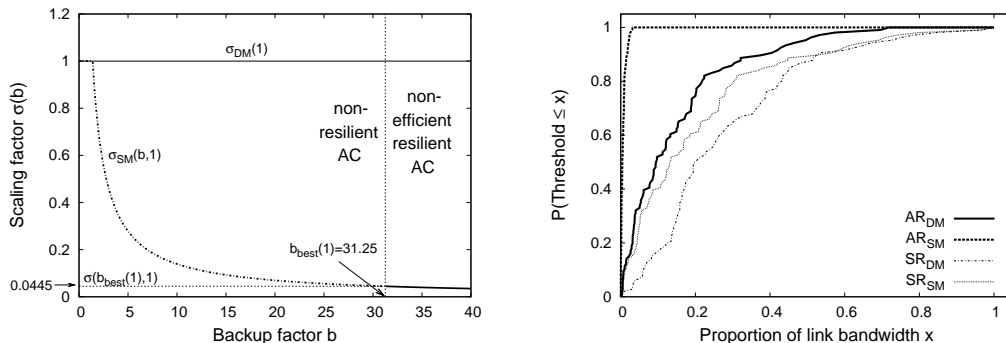 Scaling factor σ(b)
1.2
1
0.8
0.6
0.4
0.2
0.0445
0
σDM(1)
σSM(b,1)
non-
resilient
AC
non-
efficient
resilient
AC
bbest(1)=31.25
σ(bbest(1),1)
0 5 10 15 20 25 30 35 40
Backup factor b
P(Threshold ≤ x)
1
0.8
0.6
0.4
0.2
0
ARDM
ARSM
SRDM
SRSM
0 0.2 0.4 0.6 0.8 1
Proportion of link bandwidth x